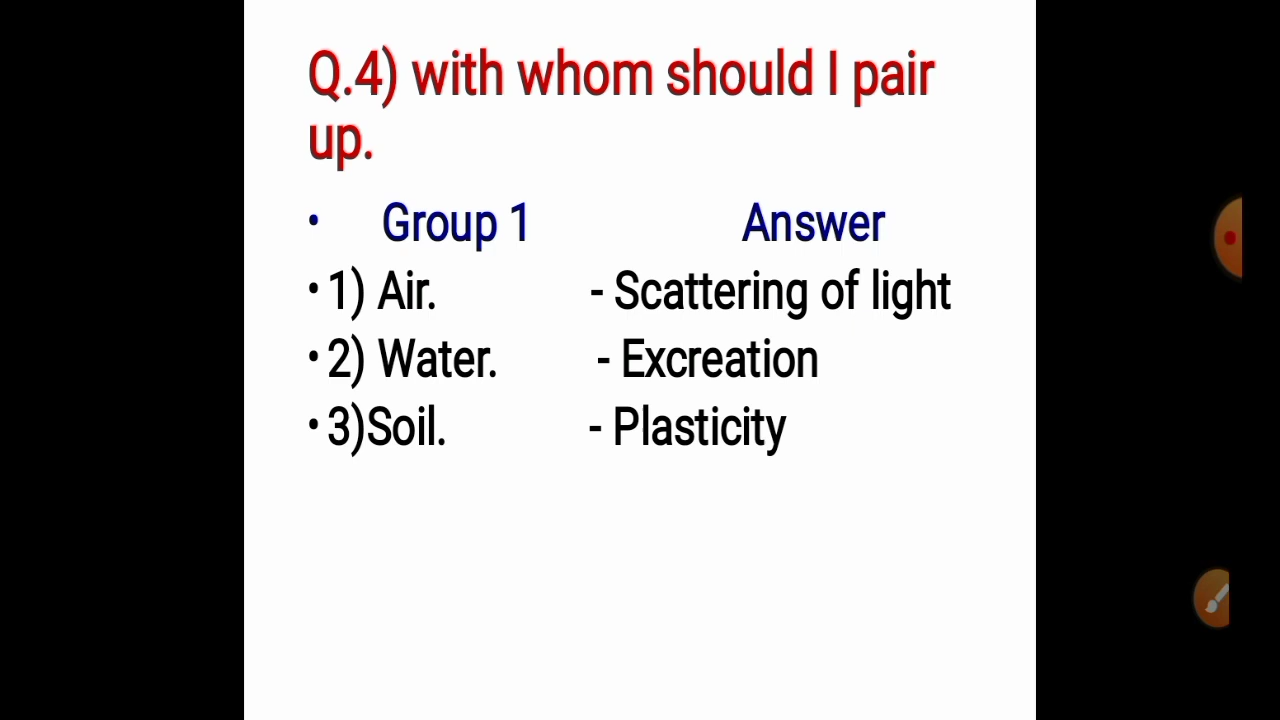 Q.4) with whom should I pair
up.
• Group 1 Answer
• 1) Air. - Scattering of light
• 2) Water. - Excreation
• 3)Soil. - Plasticity